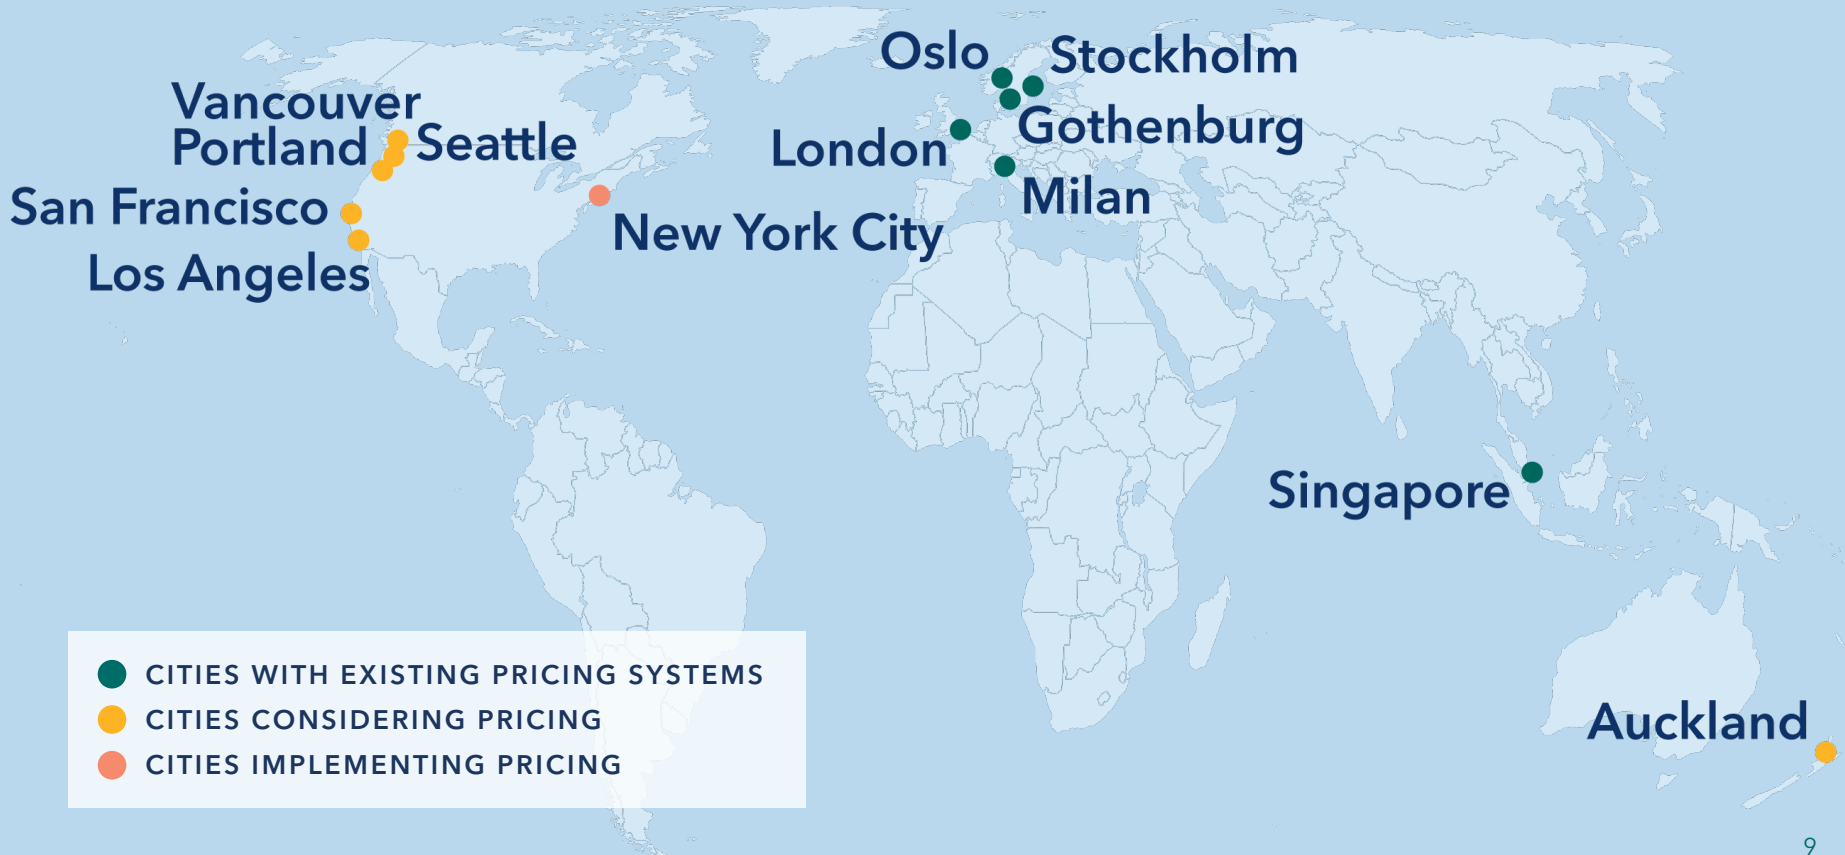 Oslo
Stockholm
Vancouver
Portland
Seattle
London
Gothenburg
San Francisco
Milan
New York City
Los Angeles
Singapore
CITIES WITH EXISTING PRICING SYSTEMS
CITIES CONSIDERING PRICING
CITIES IMPLEMENTING PRICING
Auckland
9